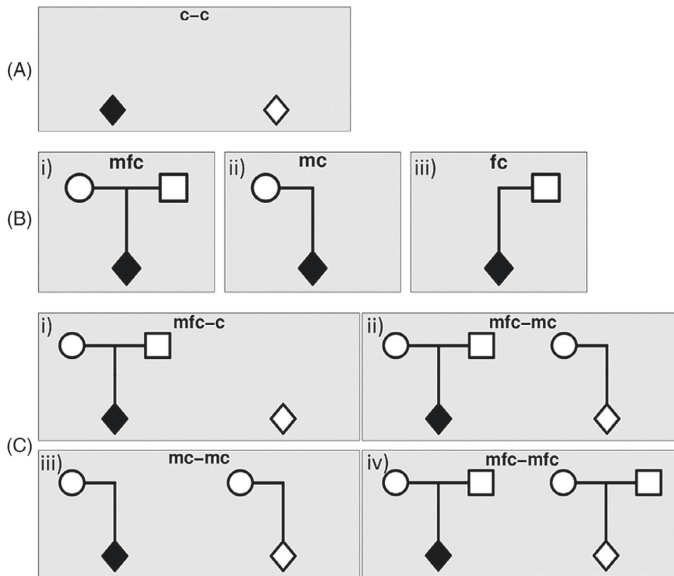 c–c
(A)
i) mfc
ii) mc
iii) fc
(B)
i) mfc–c
ii) mfc–mc
(C)
iii) mc–mc
iv) mfc–mfc